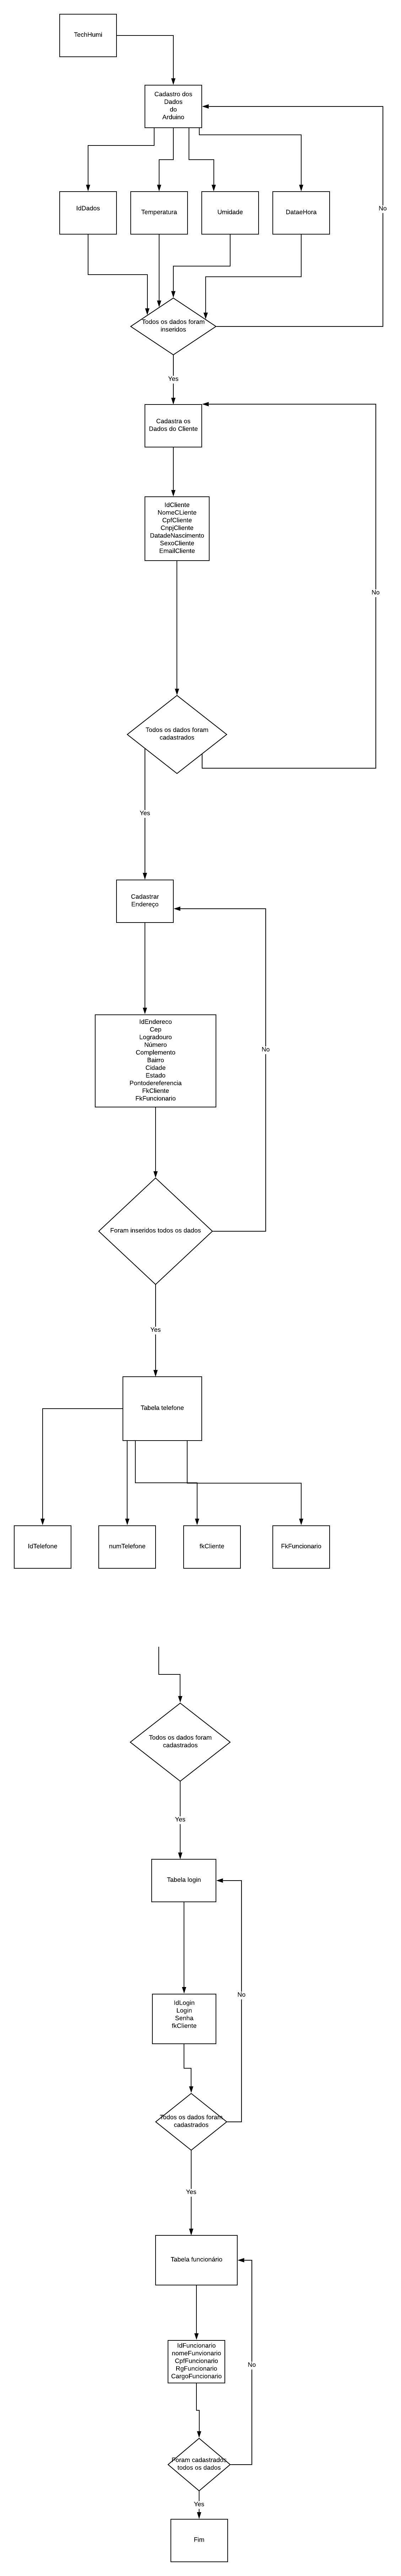 TechHumi
Cadastro dos
Dados
do
Arduino
No
IdDados
Temperatura
Umidade
DataeHora
Todos os dados foram
inseridos
Yes
Cadastra os
Dados do Cliente
IdCliente
NomeCLiente
CpfCliente
CnpjCliente
DatadeNascimento
SexoCliente
EmailCliente
No
Todos os dados foram
cadastrados
Yes
Cadastrar
Endereço
IdEndereco
Cep
Logradouro
Número
Complemento
Bairro
Cidade
Estado
Pontodereferencia
FkCliente
FkFuncionario
No
Foram inseridos todos os dados
Yes
Tabela telefone
IdTelefone
numTelefone
fkCliente
FkFuncionario
Todos os dados foram
cadastrados
Yes
Tabela login
No
IdLogin
Login
Senha
fkCliente
Todos os dados foram
cadastrados
Yes
Tabela funcionário
IdFuncionario
nomeFunvionario
CpfFuncionario
RgFuncionario
CargoFuncionario
No
Foram cadastrados
todos os dados
Yes
Fim